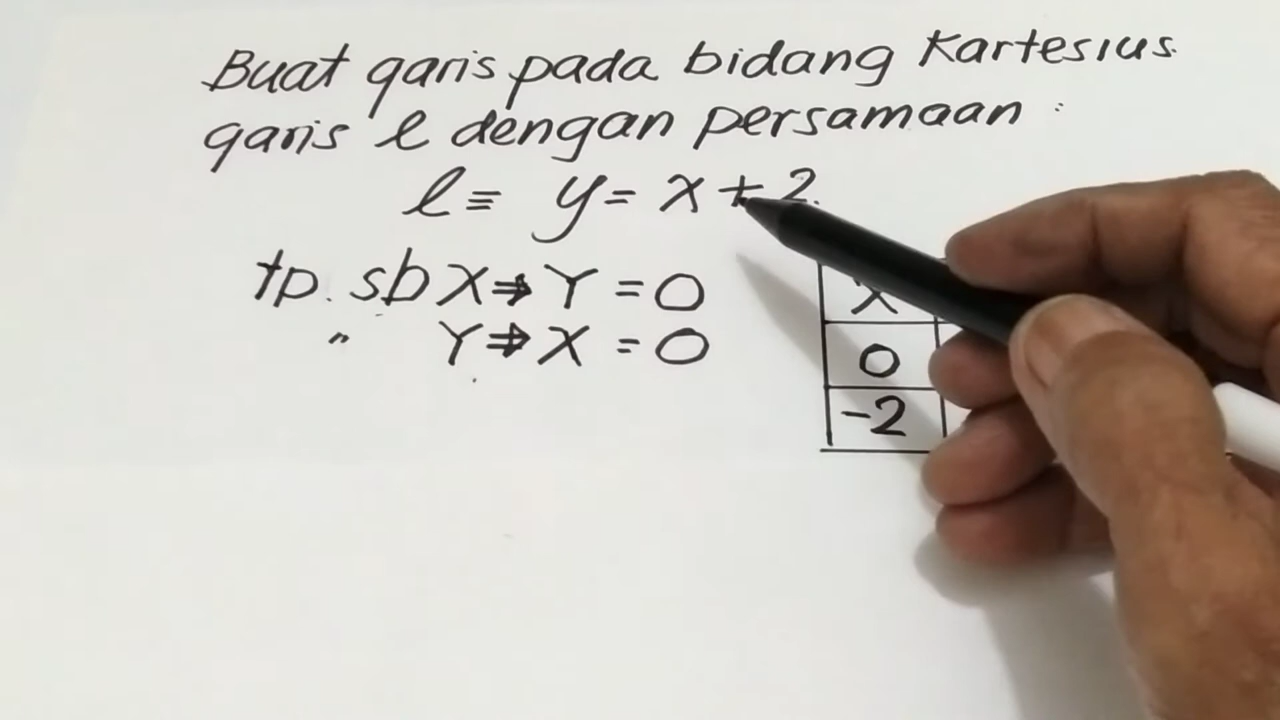 Buat garis pada bidang Kartesius
garis l dengan persamaan :
l ≡ y = x + 2.
tp. sb X ⇒ Y = 0
" Y ⇒ X = 0
X
0
-2